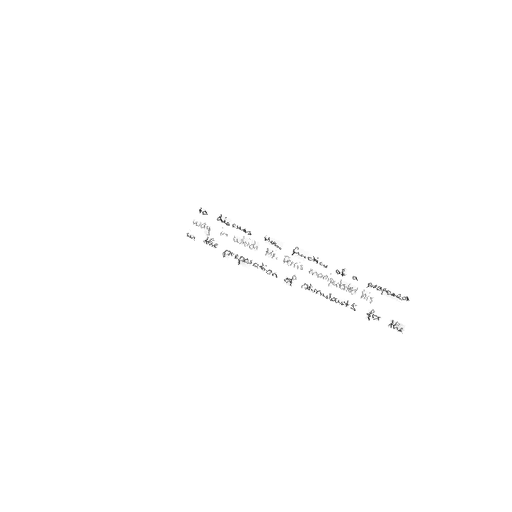 to discuss the function of a proposed
way in which Mr. Ferris manipulated his
in the preparation of stimulants for the